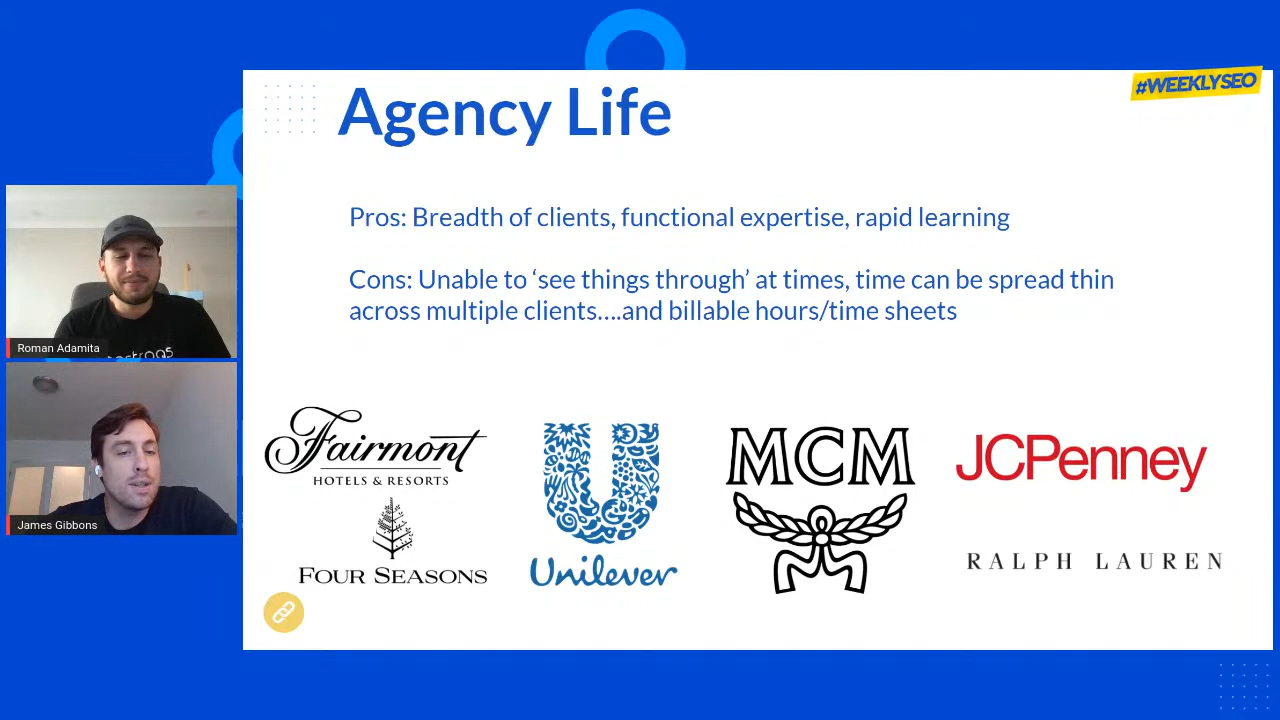 Agency Life
#WEEKLYSEO
Pros: Breadth of clients, functional expertise, rapid learning
Cons: Unable to ‘see things through’ at times, time can be spread thin
across multiple clients....and billable hours/time sheets
Roman Adamita
James Gibbons
Fairmont
HOTELS & RESORTS
FOUR SEASONS
Unilever
MCM
JCPenney
RALPH LAUREN